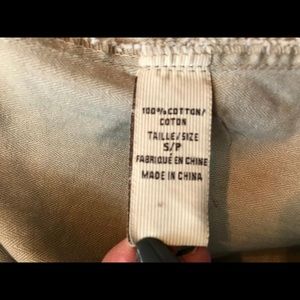 100% COTTON/
COTON
TAILLE/SIZE
S/P
FABRIQUÉ EN CHINE
MADE IN CHINA